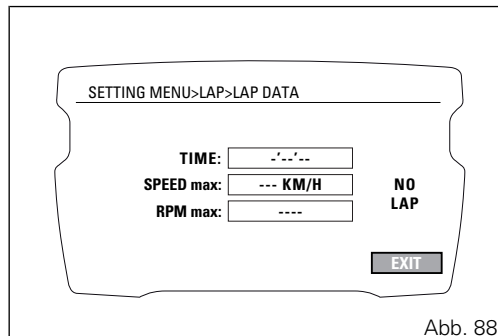 SETTING MENU>LAP>LAP DATA
TIME: -'--'--
SPEED max: --- KM/H
RPM max: ----
NO
LAP
EXIT
Abb. 88